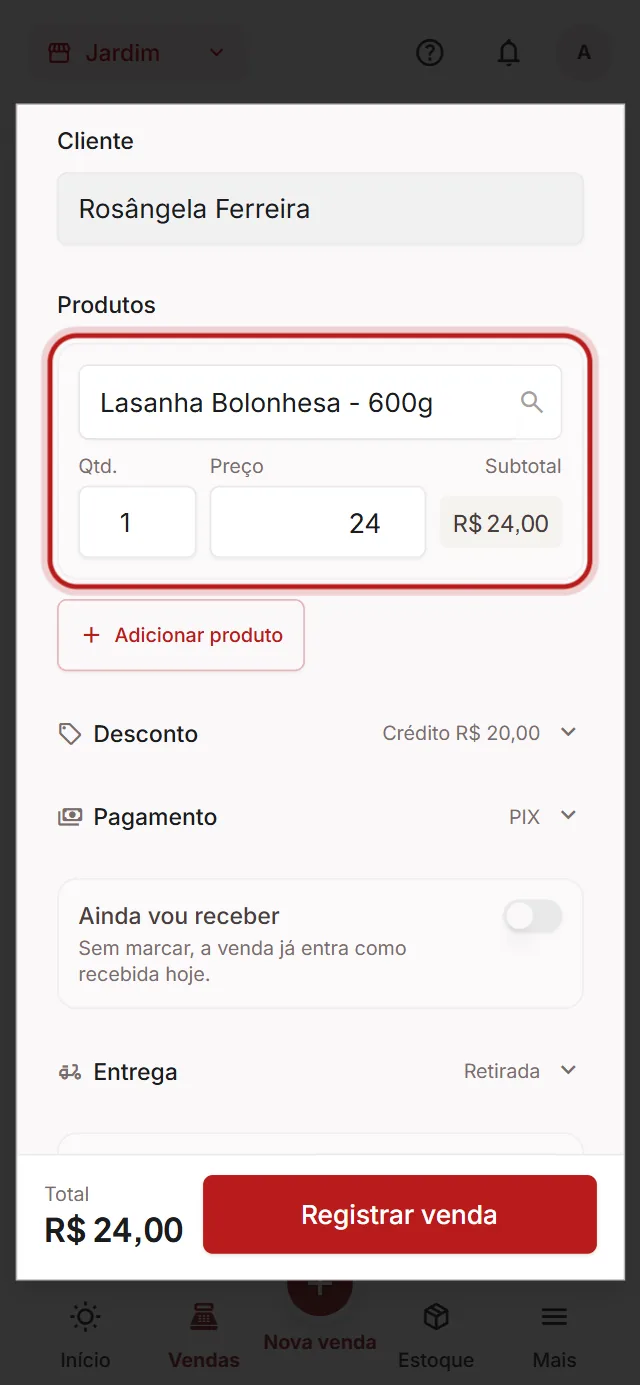 Jardim
A
Cliente
Rosângela Ferreira
Produtos
Lasanha Bolonhesa - 600g
Qtd. Preço Subtotal
1 24 R$ 24,00
+ Adicionar produto
Desconto Crédito R$ 20,00
Pagamento PIX
Ainda vou receber
Sem marcar, a venda já entra como
recebida hoje.
Entrega Retirada
Total
R$ 24,00
Registrar venda
Início Vendas Nova venda Estoque Mais